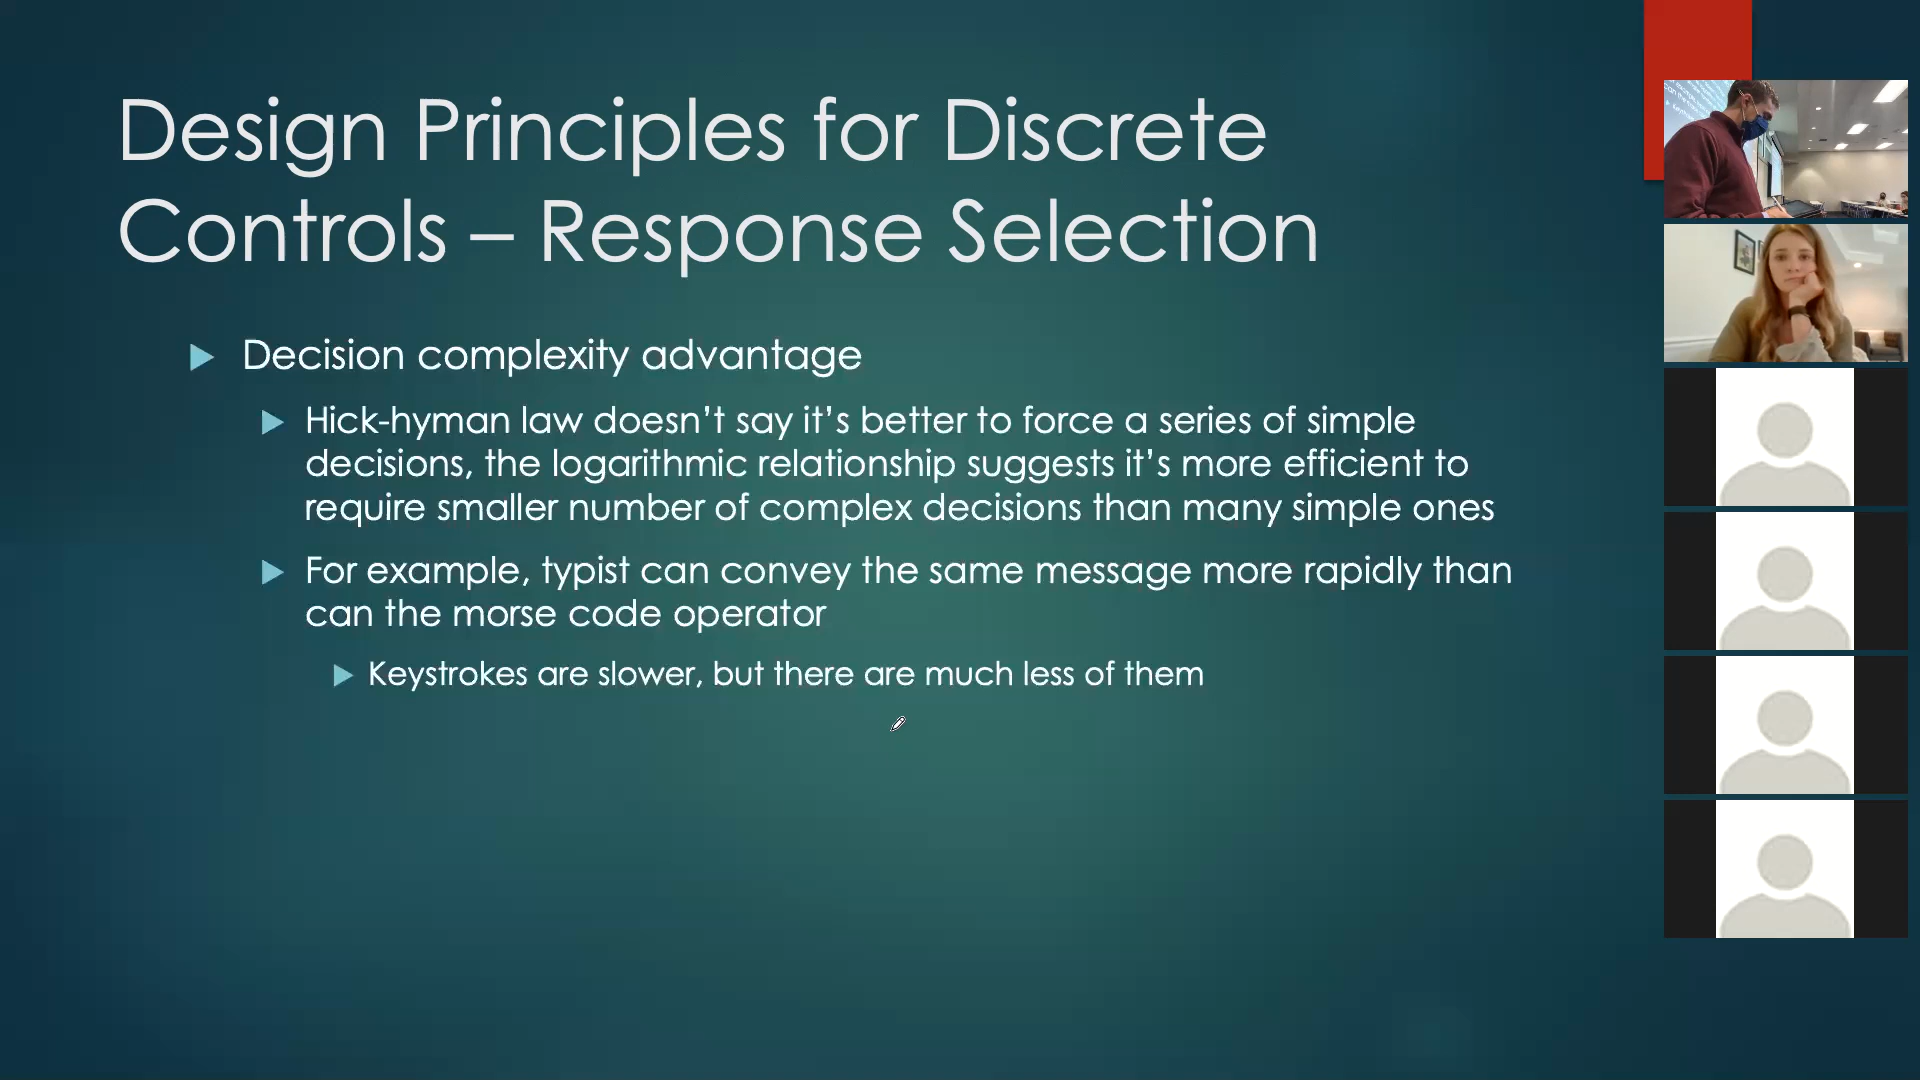 Design Principles for Discrete
Controls – Response Selection
Decision complexity advantage
Hick-hyman law doesn’t say it’s better to force a series of simple
decisions, the logarithmic relationship suggests it’s more efficient to
require smaller number of complex decisions than many simple ones
For example, typist can convey the same message more rapidly than
can the morse code operator
Keystrokes are slower, but there are much less of them